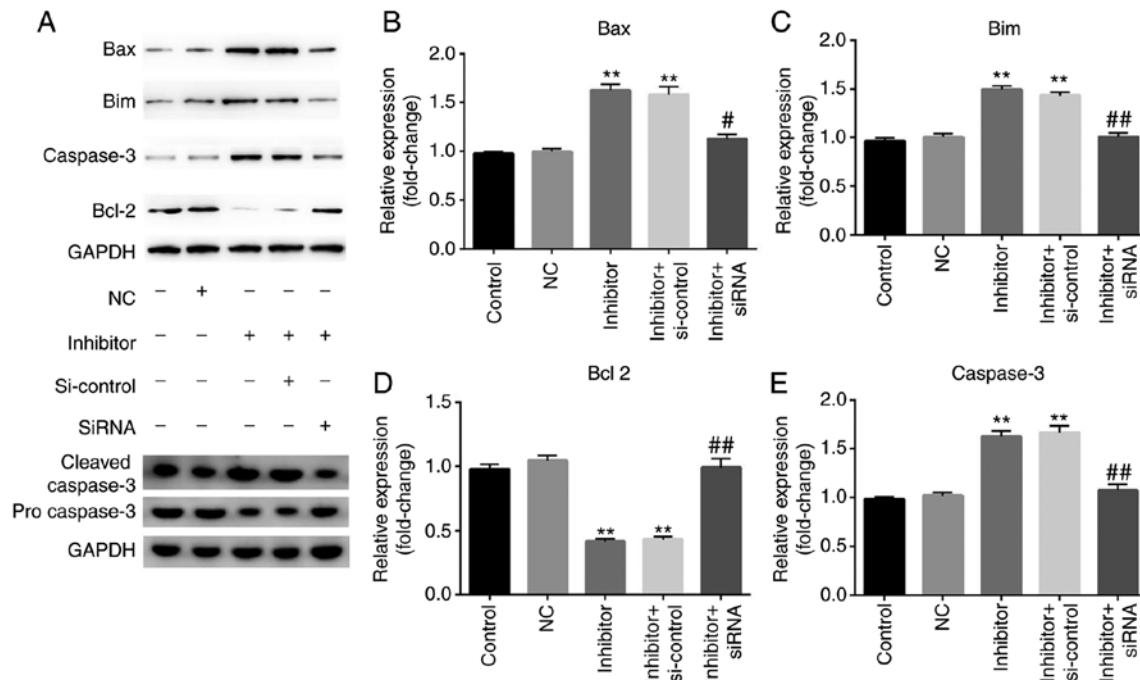 A
Bax
Bim
Caspase-3
Bcl-2
GAPDH
NC – + – – –
Inhibitor – – + + +
Si-control – – – + –
SiRNA – – – – +
Cleaved
caspase-3
Pro caspase-3
GAPDH
B
Bax
Relative expression
(fold-change)
2.0
1.5
1.0
0.5
0.0
**
**
#
Control
NC
Inhibitor
Inhibitor+
si-control
Inhibitor+
siRNA
C
Bim
Relative expression
(fold-change)
2.0
1.5
1.0
0.5
0.0
**
**
##
Control
NC
Inhibitor
Inhibitor+
si-control
Inhibitor+
siRNA
D
Bcl 2
Relative expression
(fold-change)
1.5
1.0
0.5
0.0
**
**
##
Control
NC
Inhibitor
nhibitor+
si-control
nhibitor+
siRNA
E
Caspase-3
Relative expression
(fold-change)
2.0
1.5
1.0
0.5
0.0
**
**
##
Control
NC
Inhibitor
Inhibitor+
si-control
Inhibitor+
siRNA